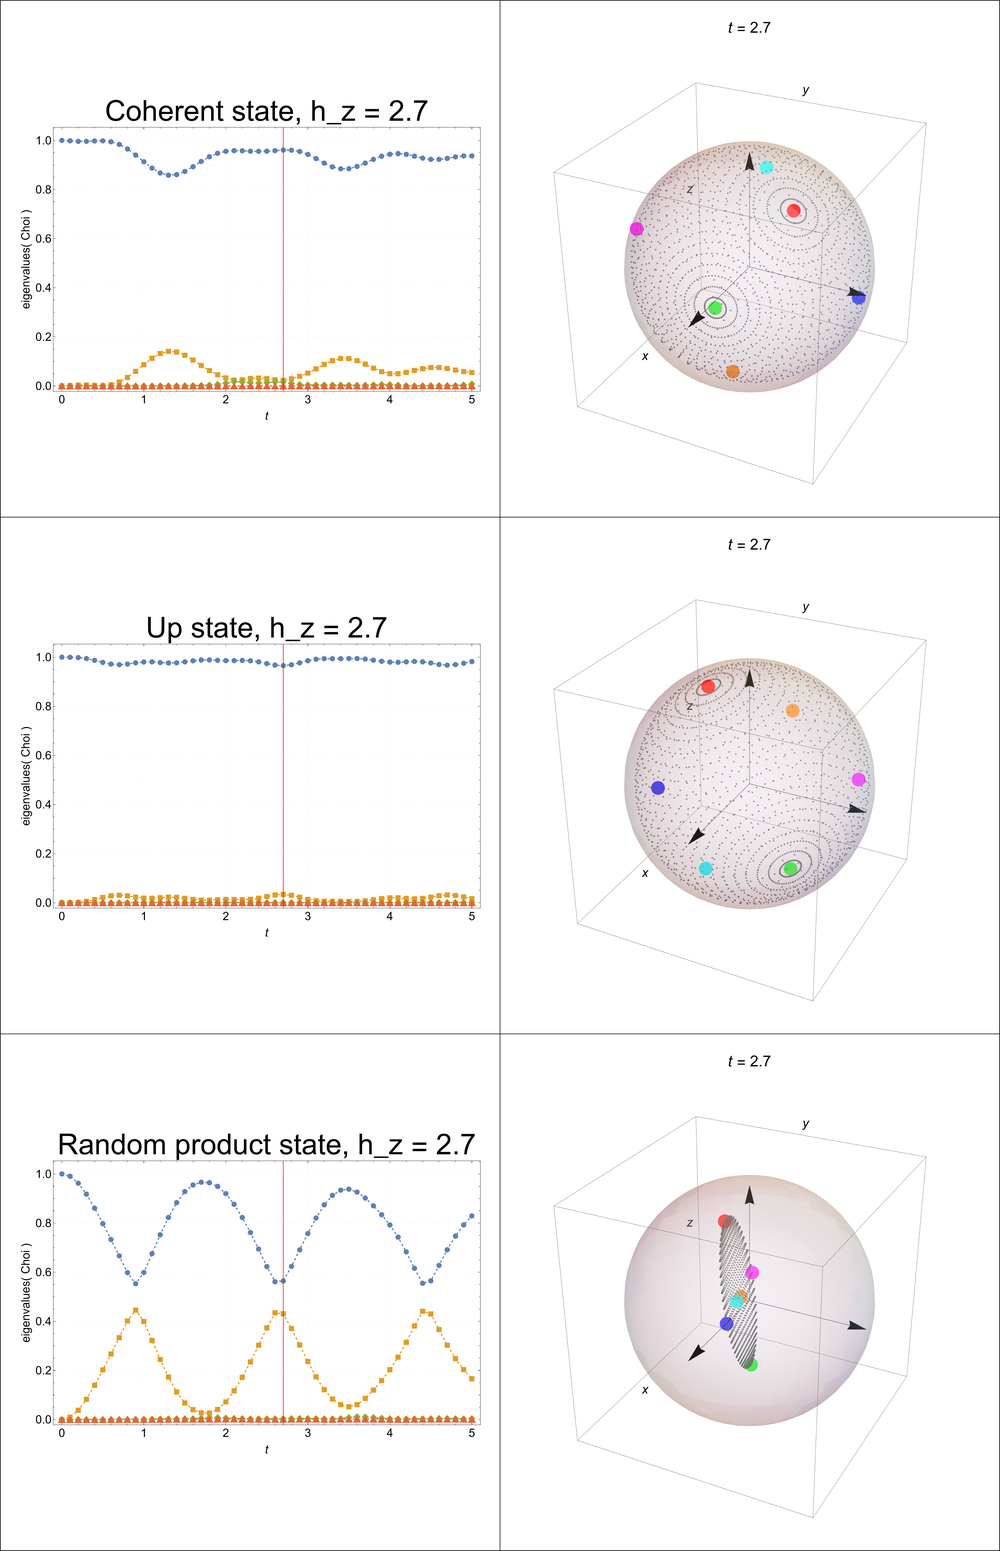 t = 2.7
Coherent state, h_z = 2.7
y
z
x
eigenvalues( Choi )
1.0
0.8
0.6
0.4
0.2
0.0
0 1 2 3 4 5
t
t = 2.7
Up state, h_z = 2.7
y
z
x
eigenvalues( Choi )
1.0
0.8
0.6
0.4
0.2
0.0
0 1 2 3 4 5
t
t = 2.7
Random product state, h_z = 2.7
y
z
x
eigenvalues( Choi )
1.0
0.8
0.6
0.4
0.2
0.0
0 1 2 3 4 5
t